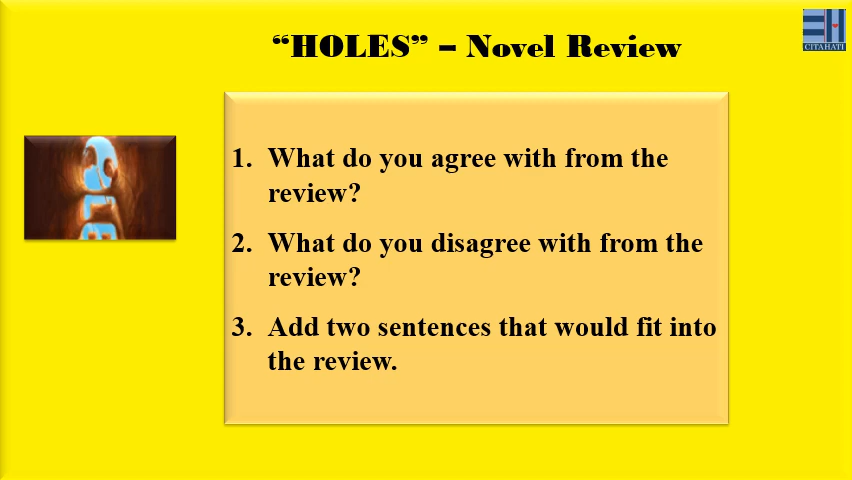 “HOLES” – Novel Review
CITAHATI
1. What do you agree with from the
review?
2. What do you disagree with from the
review?
3. Add two sentences that would fit into
the review.